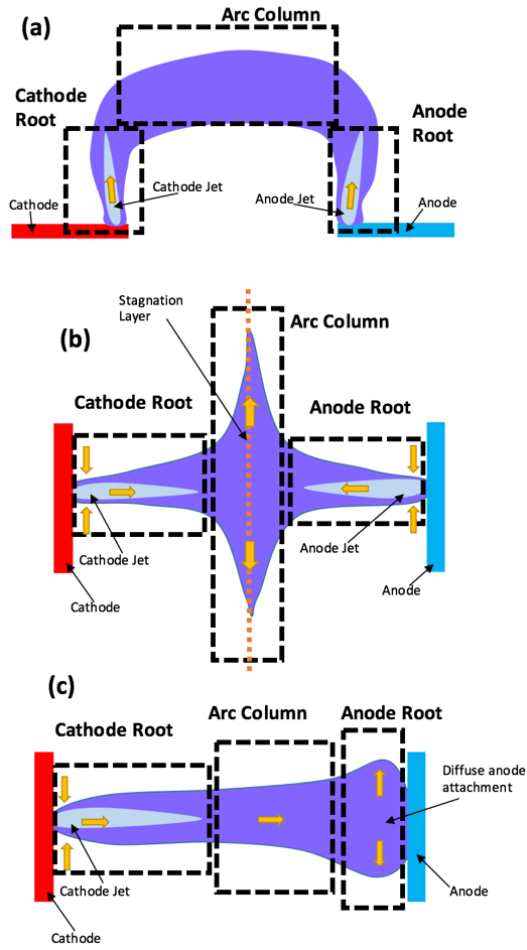 (a)
Arc Column
Cathode
Root
Anode
Root
Cathode Jet
Cathode
Anode Jet
Anode
(b)
Stagnation
Layer
Arc Column
Cathode Root
Anode Root
Cathode Jet
Anode Jet
Cathode
Anode
(c)
Cathode Root
Arc Column
Anode Root
Diffuse anode
attachment
Cathode Jet
Anode
Cathode